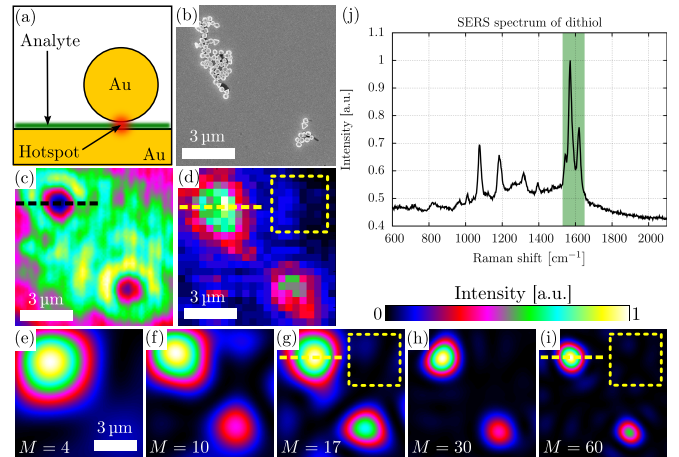 (a)
Analyte
Au
Hotspot
Au
(b)
3 μm
(c)
3 μm
(d)
3 μm
(j)
SERS spectrum of dithiol
Intensity [a.u.]
1.1
1.0
0.9
0.8
0.7
0.6
0.5
0.4
600 800 1000 1200 1400 1600 1800 2000
Raman shift [cm⁻¹]
Intensity [a.u.]
0 1
(e)
M = 4
3 μm
(f)
M = 10
(g)
M = 17
(h)
M = 30
(i)
M = 60